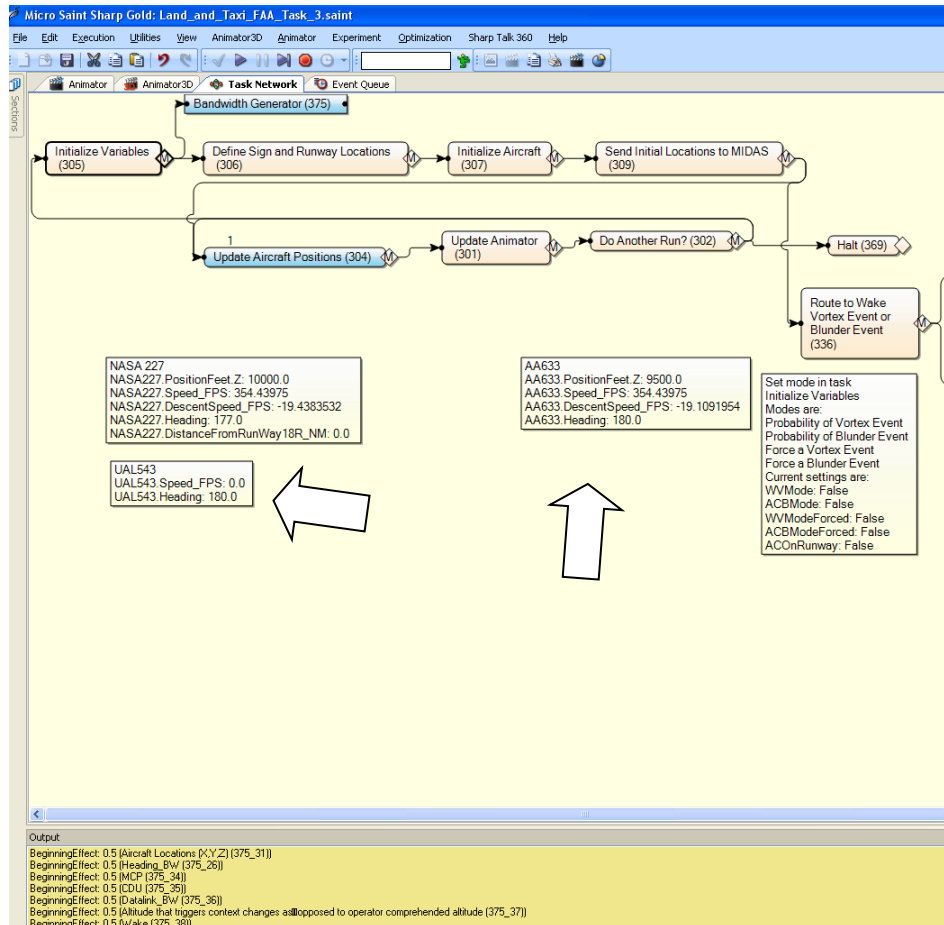 Micro Saint Sharp Gold: Land_and_Taxi_FAA_Task_3.saint
File Edit Execution Utilities View Animator3D Animator Experiment Optimization Sharp Talk 360 Help
Animator Animator3D Task Network Event Queue
Sections
Bandwidth Generator (375)
Initialize Variables
(305)
M
Define Sign and Runway Locations
(306)
M
Initialize Aircraft
(307)
M
Send Initial Locations to MIDAS
(309)
M
1
Update Aircraft Positions (304)
M
Update Animator
(301)
M
Do Another Run? (302)
M
Halt (369)
Route to Wake
Vortex Event or
Blunder Event
(336)
M
NASA 227
NASA227.PositionFeet.Z: 10000.0
NASA227.Speed_FPS: 354.43975
NASA227.DescentSpeed_FPS: -19.4383532
NASA227.Heading: 177.0
NASA227.DistanceFromRunWay18R_NM: 0.0
AA633
AA633.PositionFeet.Z: 9500.0
AA633.Speed_FPS: 354.43975
AA633.DescentSpeed_FPS: -19.1091954
AA633.Heading: 180.0
UAL543
UAL543.Speed_FPS: 0.0
UAL543.Heading: 180.0
Set mode in task
Initialize Variables
Modes are:
Probability of Vortex Event
Probability of Blunder Event
Force a Vortex Event
Force a Blunder Event
Current settings are:
WVMode: False
ACBMode: False
WVModeForced: False
ACBModeForced: False
ACOnRunway: False
Output
BeginningEffect: 0.5 (Aircraft Locations (X,Y,Z) (375_31))
BeginningEffect: 0.5 (Heading_BW (375_26))
BeginningEffect: 0.5 (MCP (375_34))
BeginningEffect: 0.5 (CDU (375_35))
BeginningEffect: 0.5 (Datalink_BW (375_36))
BeginningEffect: 0.5 (Altitude that triggers context changes as opposed to operator comprehended altitude (375_37))
BeginningEffect: 0.5 (Wake (375_38))